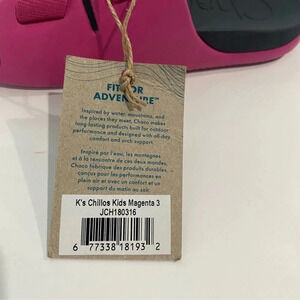 FIT FOR
ADVENTURE™
Inspired by water, mountains, and
the places they meet, Chaco makes
long-lasting products built for outdoor
performance and designed with all-day
comfort and arch support.
Inspiré par l'eau, les montagnes
et à la rencontre de ces deux mondes,
Chaco fabrique des produits durables,
conçus pour les performances en
plein air et avec un confort et un
support du matin au soir.
K's Chillos Kids Magenta 3
JCH180316
6 77338 18193 2